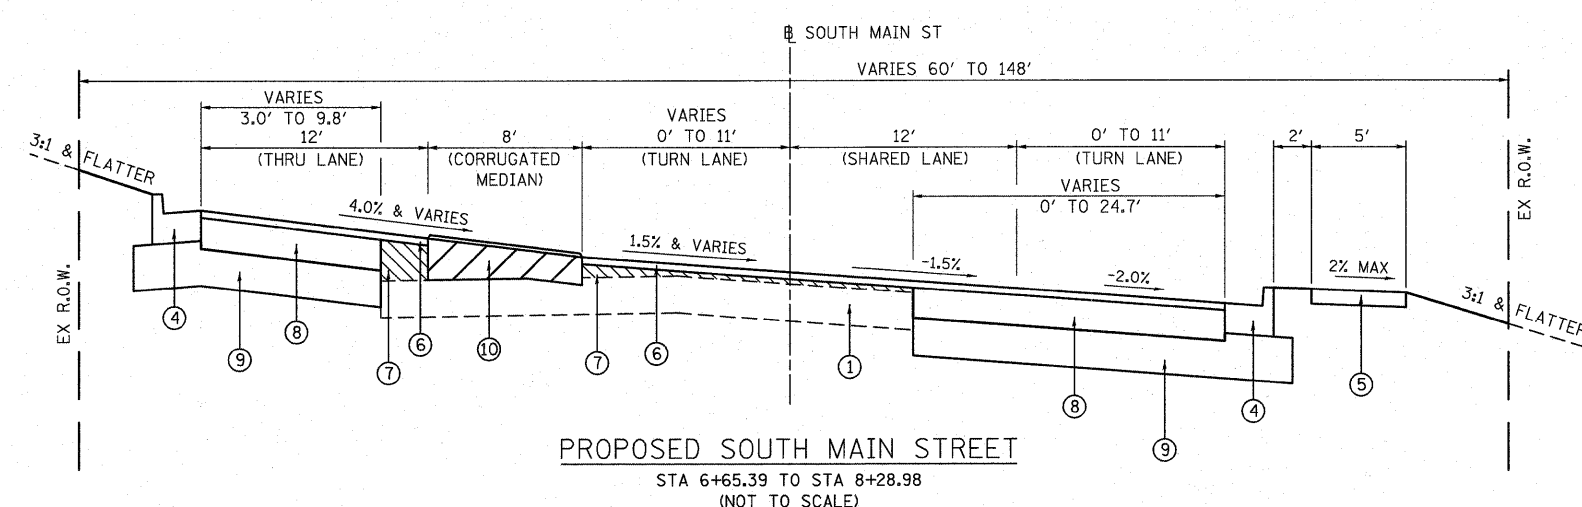 ℄ SOUTH MAIN ST
VARIES 60' TO 148'
VARIES
3.0' TO 9.8'
12'
(THRU LANE)
8'
(CORRUGATED
MEDIAN)
VARIES
0' TO 11'
(TURN LANE)
12'
(SHARED LANE)
0' TO 11'
(TURN LANE)
VARIES
0' TO 24.7'
2'
5'
3:1 & FLATTER
EX R.O.W.
4.0% & VARIES
1.5% & VARIES
-1.5%
-2.0%
2% MAX
3:1 & FLATTER
EX R.O.W.
4
9
8
7
6
10
7
6
1
8
9
4
5
PROPOSED SOUTH MAIN STREET
STA 6+65.39 TO STA 8+28.98
(NOT TO SCALE)